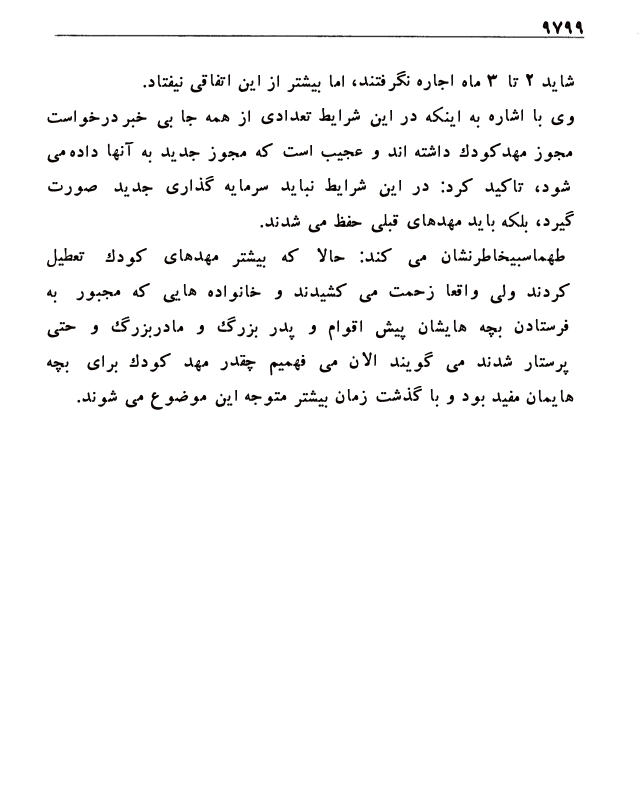 ۹۷۹۹
شاید ۲ تا ۳ ماه اجاره نگرفتند، اما بیشتر از این اتفاقی نیفتاد.
وی با اشاره به اینکه در این شرایط تعدادی از همه جا بی خبر درخواست
مجوز مهدکودك داشته اند و عجیب است که مجوز جدید به آنها داده می
شود، تاکید کرد: در این شرایط نباید سرمایه گذاری جدید صورت
گیرد، بلکه باید مهدهای قبلی حفظ می شدند.
طهماسبیخاطرنشان می کند: حالا که بیشتر مهدهای کودك تعطیل
کردند ولی واقعا زحمت می کشیدند و خانواده هایی که مجبور به
فرستادن بچه هایشان پیش اقوام و پدر بزرگ و مادربزرگ و حتی
پرستار شدند می گویند الان می فهمیم چقدر مهد کودك برای بچه
هایمان مفید بود و با گذشت زمان بیشتر متوجه این موضوع می شوند.